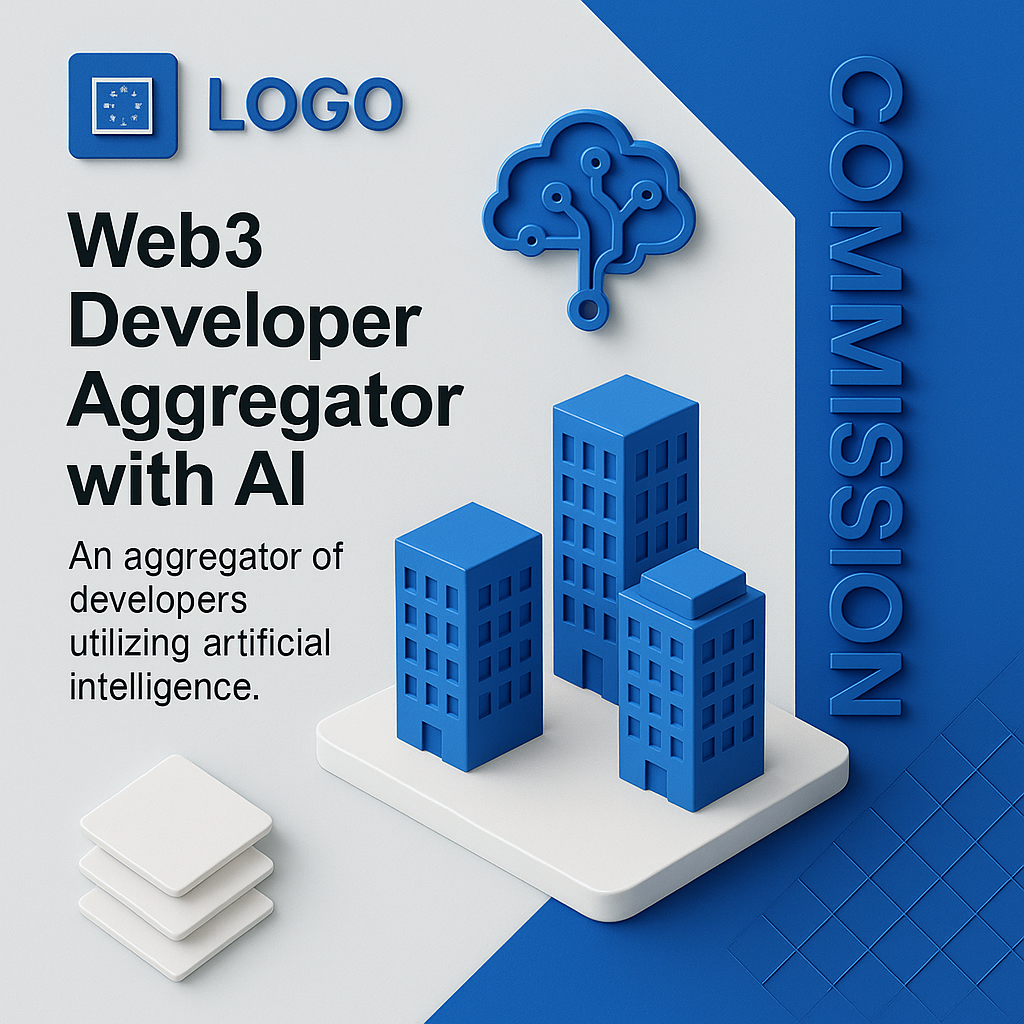 LOGO
Web3
Developer
Aggregator
with AI
An aggregator of
developers
utilizing artificial
intelligence.
COMMISSION